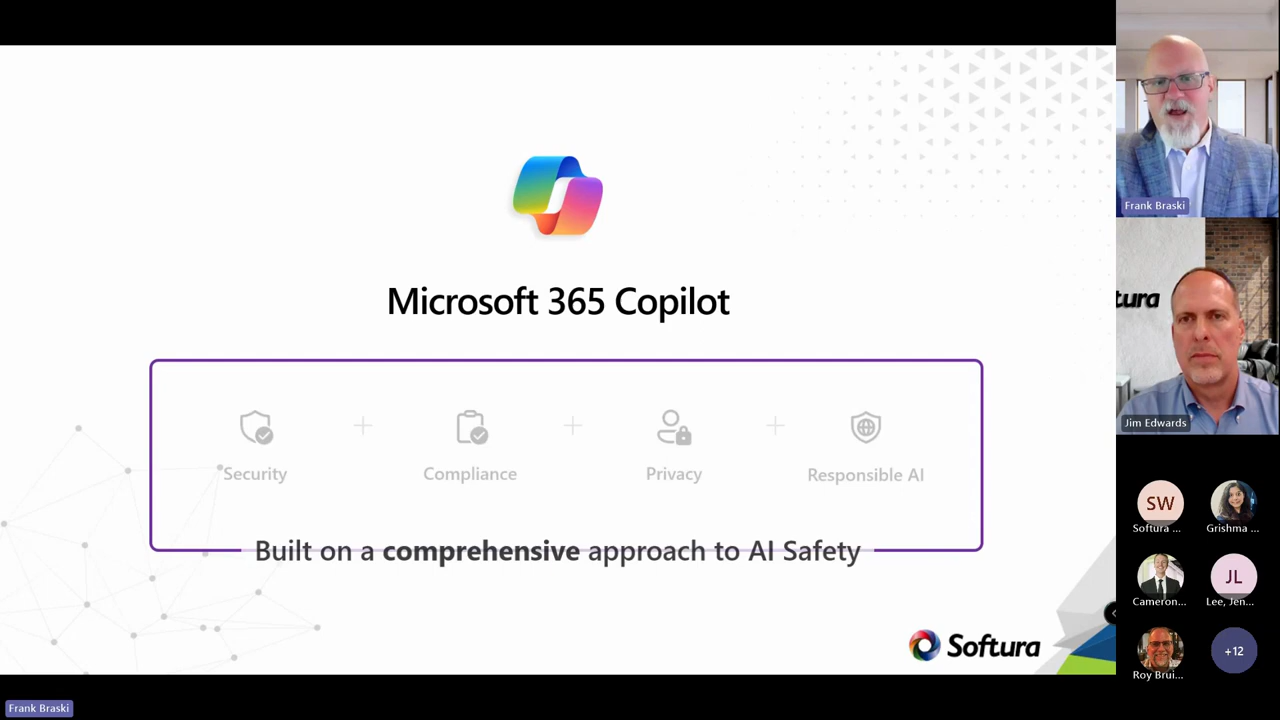 Microsoft 365 Copilot
Security
Compliance
Privacy
Responsible AI
Built on a comprehensive approach to AI Safety
Softura
Frank Braski
Frank Braski
tura
Jim Edwards
SW
Softura ...
Grishma ...
Cameron...
JL
Lee, Jen...
Roy Brui...
+12